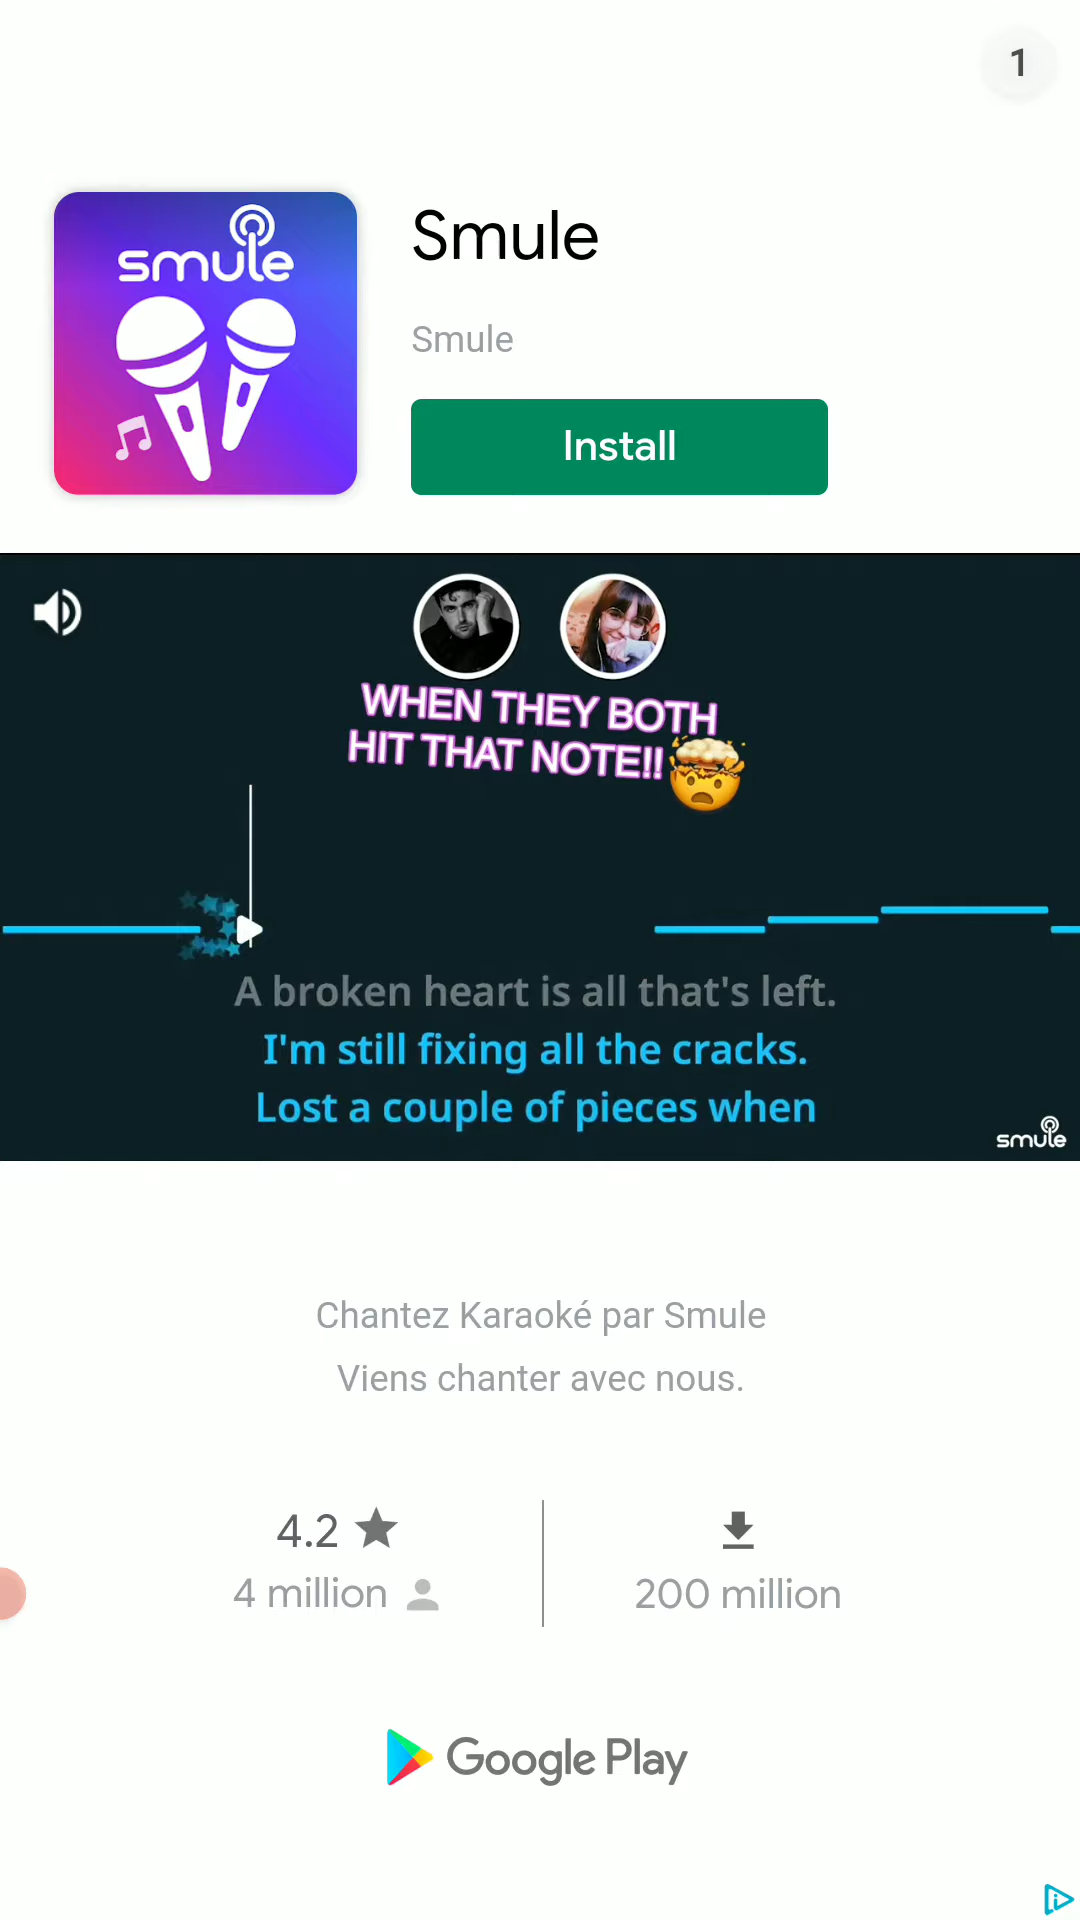 1
smule
Smule
Smule
Install
WHEN THEY BOTH
HIT THAT NOTE!!
A broken heart is all that's left.
I'm still fixing all the cracks.
Lost a couple of pieces when
smule
Chantez Karaoké par Smule
Viens chanter avec nous.
4.2
4 million
200 million
Google Play